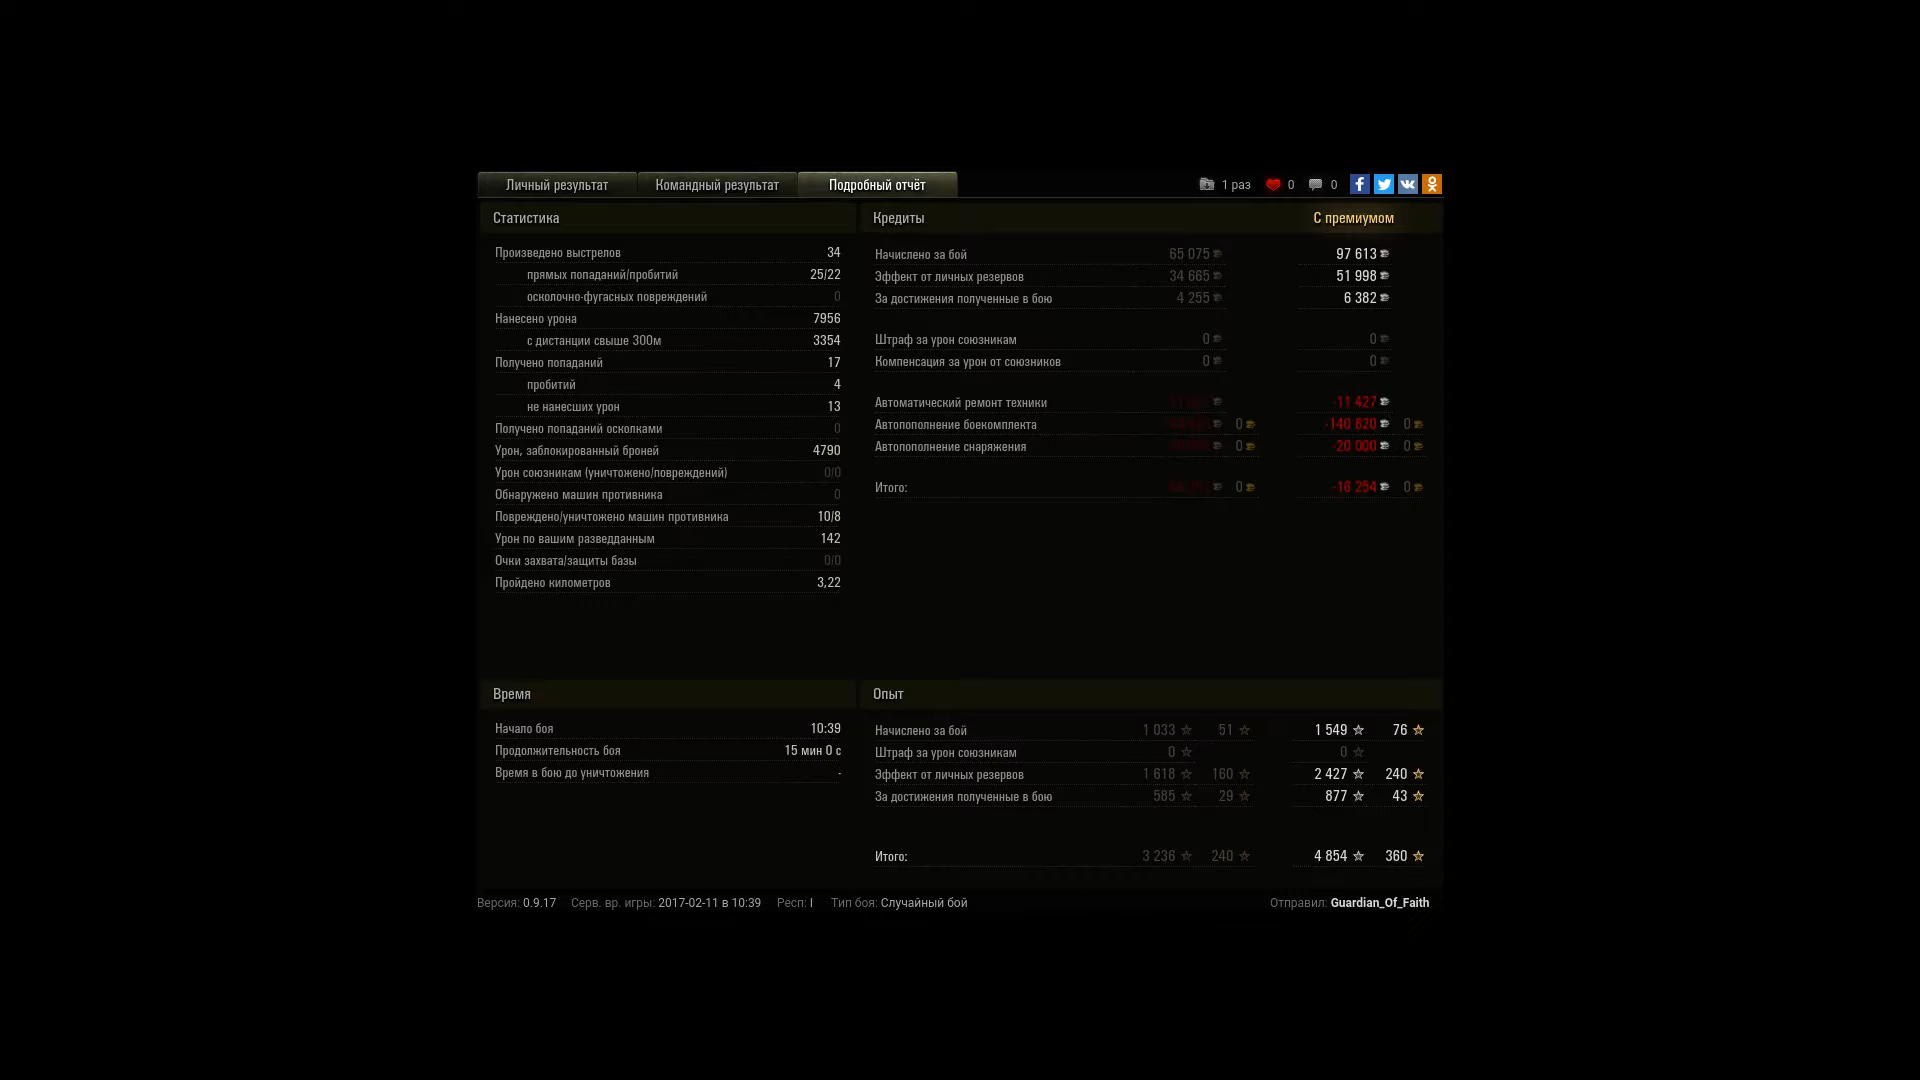 Личный результат Командный результат Подробный отчёт 1 раз 0 0
Статистика
Произведено выстрелов 34
прямых попаданий/пробитий 25/22
осколочно-фугасных повреждений 0
Нанесено урона 7956
с дистанции свыше 300м 3354
Получено попаданий 17
пробитий 4
не нанесших урон 13
Получено попаданий осколками 0
Урон, заблокированный броней 4790
Урон союзникам (уничтожено/повреждений) 0/0
Обнаружено машин противника 0
Повреждено/уничтожено машин противника 10/8
Урон по вашим разведданным 142
Очки захвата/защиты базы 0/0
Пройдено километров 3,22
Кредиты С премиумом
Начислено за бой 65 075 97 613
Эффект от личных резервов 34 665 51 998
За достижения полученные в бою 4 255 6 382
Штраф за урон союзникам 0 0
Компенсация за урон от союзников 0 0
Автоматический ремонт техники -11 427
Автопополнение боекомплекта 0 -140 820 0
Автопополнение снаряжения 0 -20 000 0
Итого: 0 -16 254 0
Время
Начало боя 10:39
Продолжительность боя 15 мин 0 с
Время в бою до уничтожения -
Опыт
Начислено за бой 1 033 51 1 549 76
Штраф за урон союзникам 0 0
Эффект от личных резервов 1 618 160 2 427 240
За достижения полученные в бою 585 29 877 43
Итого: 3 236 240 4 854 360
Версия: 0.9.17 Серв. вр. игры: 2017-02-11 в 10:39 Респ: I Тип боя: Случайный бой Отправил: Guardian_Of_Faith